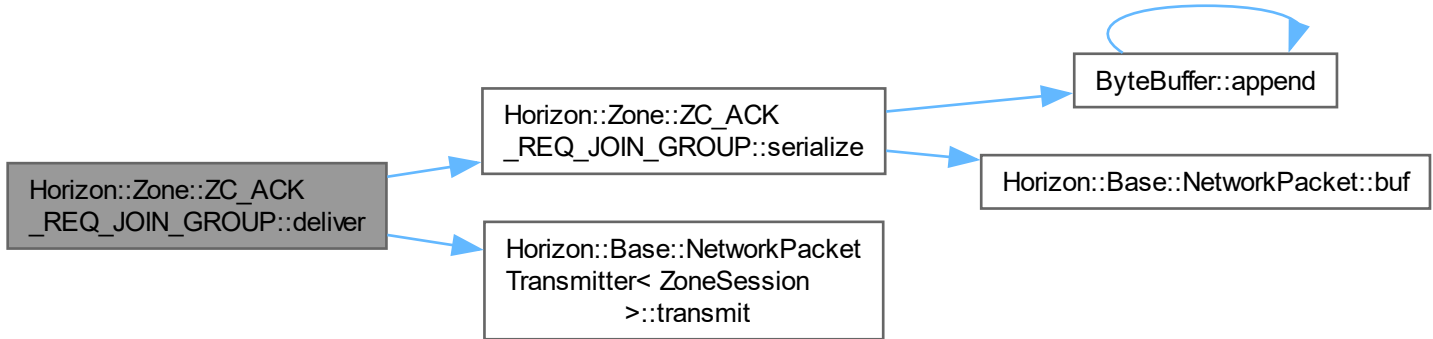 Horizon::Zone::ZC_ACK
_REQ_JOIN_GROUP::deliver
Horizon::Zone::ZC_ACK
_REQ_JOIN_GROUP::serialize
ByteBuffer::append
Horizon::Base::NetworkPacket::buf
Horizon::Base::NetworkPacket
Transmitter< ZoneSession
>::transmit